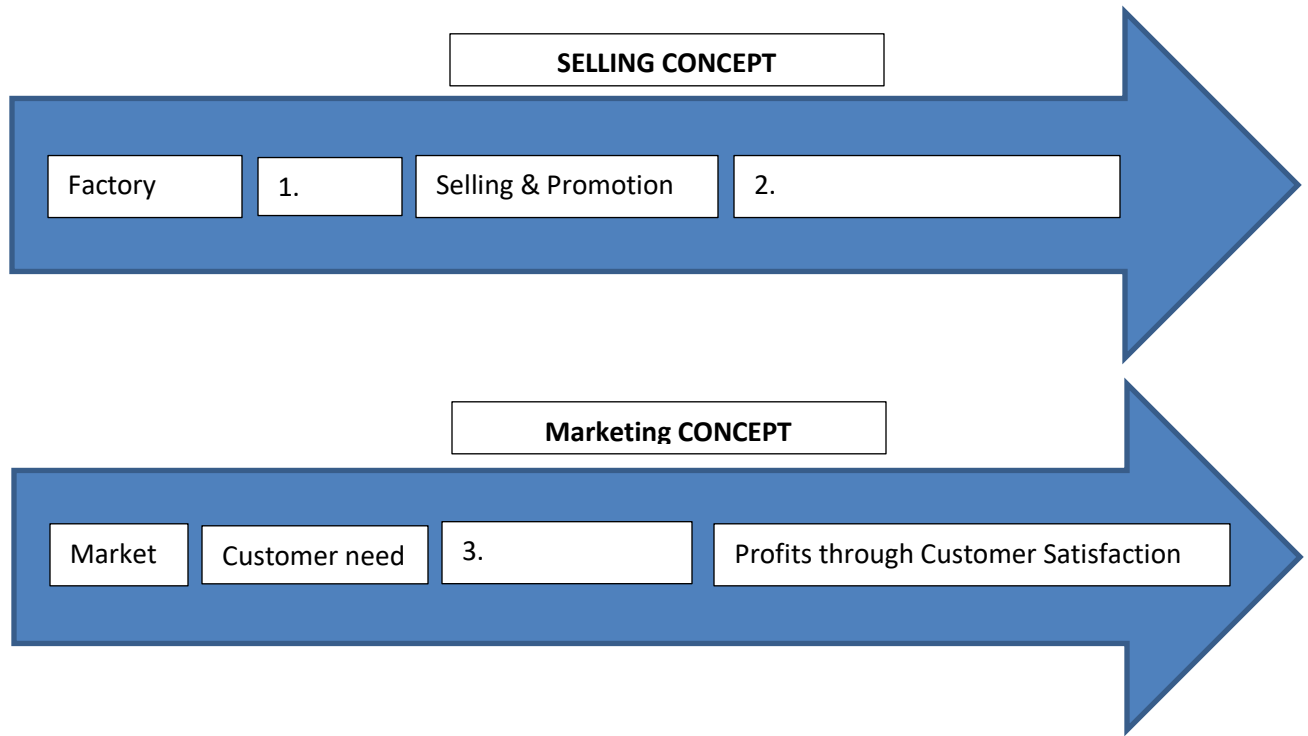 SELLING CONCEPT
Factory
1.
Selling & Promotion
2.
Marketing CONCEPT
Market
Customer need
3.
Profits through Customer Satisfaction